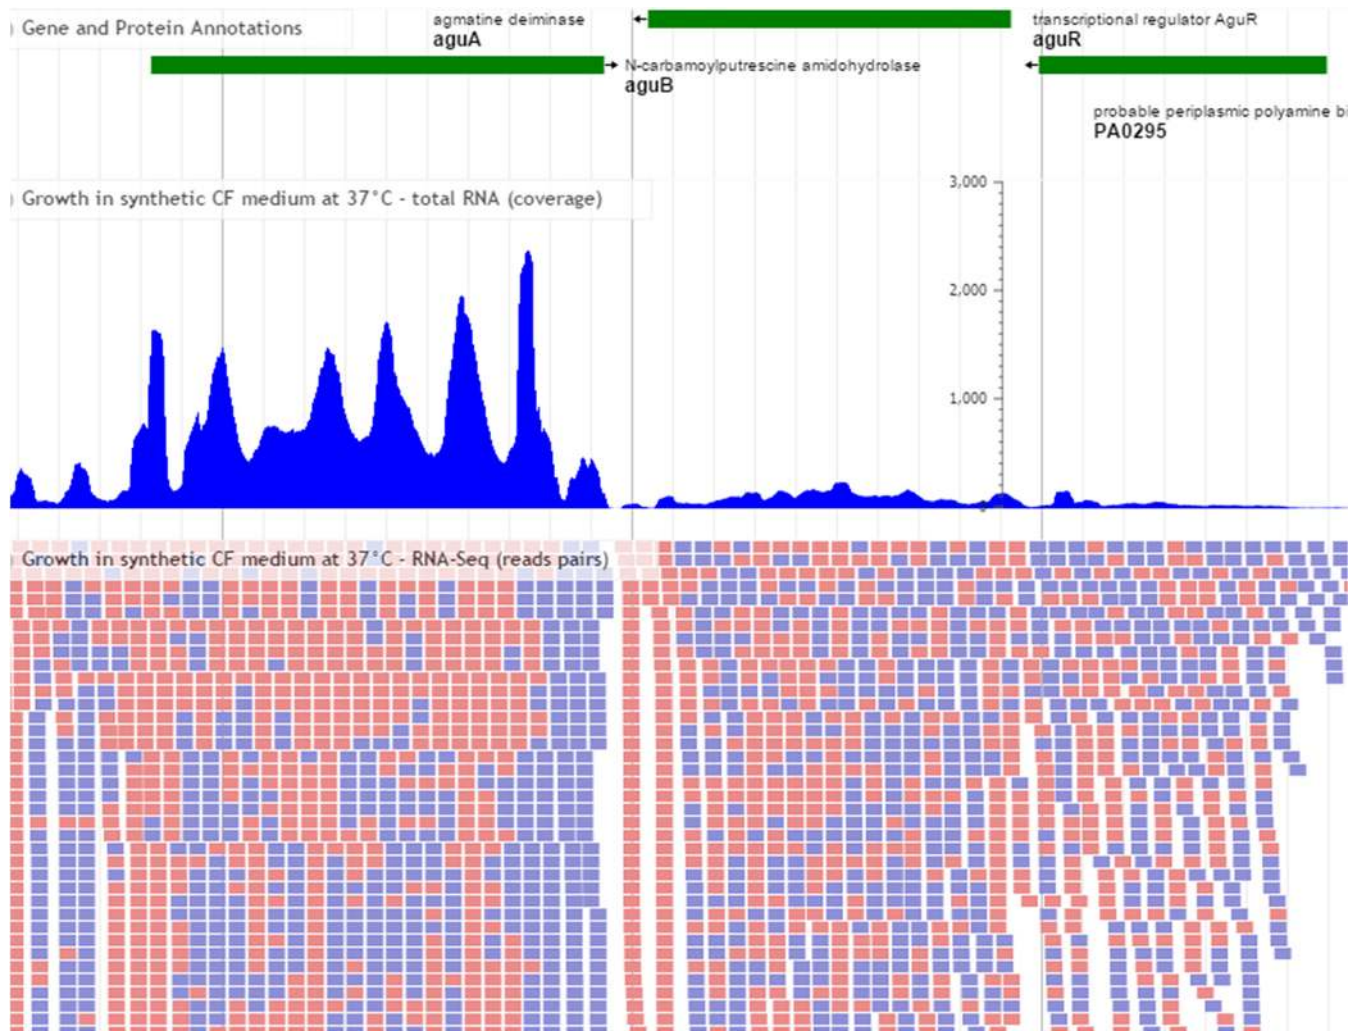 agmatine deiminase
aguA
transcriptional regulator AguR
aguR
) Gene and Protein Annotations
N-carbamoylputrescine amidohydrolase
aguB
probable periplasmic polyamine bi
PA0295
) Growth in synthetic CF medium at 37°C - total RNA (coverage)
3,000
2,000
1,000
) Growth in synthetic CF medium at 37°C - RNA-Seq (reads pairs)